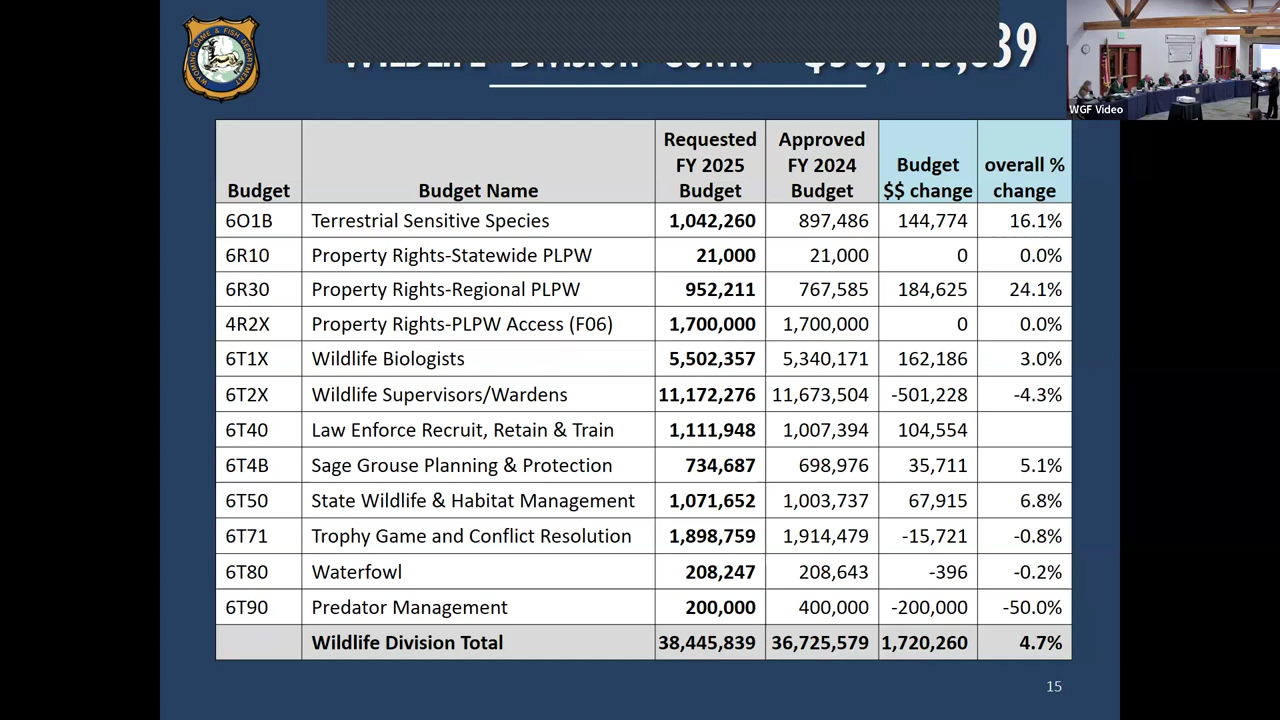 39
WGF Video
WYOMING GAME & FISH DEPARTMENT
Budget Budget Name Requested FY 2025 Budget Approved FY 2024 Budget Budget $$ change overall % change
6O1B Terrestrial Sensitive Species 1,042,260 897,486 144,774 16.1%
6R10 Property Rights-Statewide PLPW 21,000 21,000 0 0.0%
6R30 Property Rights-Regional PLPW 952,211 767,585 184,625 24.1%
4R2X Property Rights-PLPW Access (F06) 1,700,000 1,700,000 0 0.0%
6T1X Wildlife Biologists 5,502,357 5,340,171 162,186 3.0%
6T2X Wildlife Supervisors/Wardens 11,172,276 11,673,504 -501,228 -4.3%
6T40 Law Enforce Recruit, Retain & Train 1,111,948 1,007,394 104,554
6T4B Sage Grouse Planning & Protection 734,687 698,976 35,711 5.1%
6T50 State Wildlife & Habitat Management 1,071,652 1,003,737 67,915 6.8%
6T71 Trophy Game and Conflict Resolution 1,898,759 1,914,479 -15,721 -0.8%
6T80 Waterfowl 208,247 208,643 -396 -0.2%
6T90 Predator Management 200,000 400,000 -200,000 -50.0%
Wildlife Division Total 38,445,839 36,725,579 1,720,260 4.7%
15